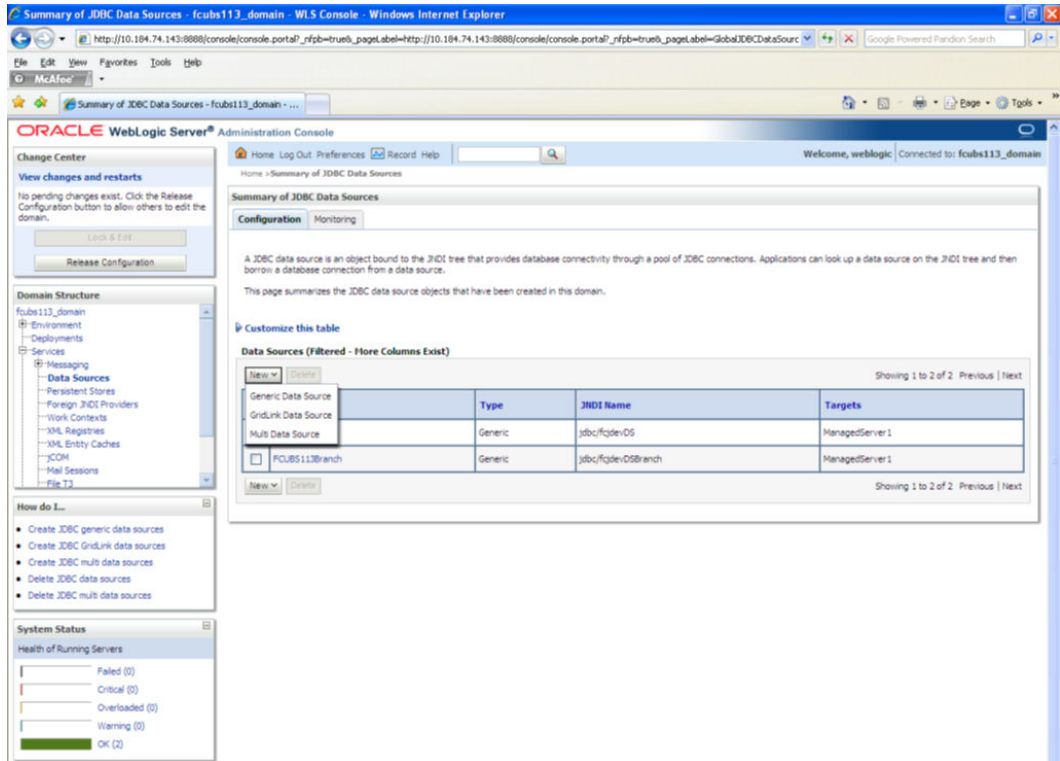 Summary of JDBC Data Sources - fcubs113_domain - WLS Console - Windows Internet Explorer
http://10.184.74.143:8888/console/console.portal?_nfpb=true&_pageLabel=http://10.184.74.143:8888/console/console.portal?_nfpb=true&_pageLabel=GlobalJDBCDataSourc
Google Powered Pandion Search
File Edit View Favorites Tools Help
McAfee
Summary of JDBC Data Sources - fcubs113_domain - ...
Page Tools
ORACLE WebLogic Server® Administration Console
Change Center
View changes and restarts
No pending changes exist. Click the Release
Configuration button to allow others to edit the
domain.
Lock & Edit
Release Configuration
Domain Structure
fcubs113_domain
Environment
Deployments
Services
Messaging
Data Sources
Persistent Stores
Foreign JNDI Providers
Work Contexts
XML Registries
XML Entity Caches
jCOM
Mail Sessions
File T3
How do I...
Create JDBC generic data sources
Create JDBC GridLink data sources
Create JDBC multi data sources
Delete JDBC data sources
Delete JDBC multi data sources
System Status
Health of Running Servers
Failed (0)
Critical (0)
Overloaded (0)
Warning (0)
OK (2)
Home Log Out Preferences Record Help
Welcome, weblogic Connected to: fcubs113_domain
Home >Summary of JDBC Data Sources
Summary of JDBC Data Sources
Configuration Monitoring
A JDBC data source is an object bound to the JNDI tree that provides database connectivity through a pool of JDBC connections. Applications can look up a data source on the JNDI tree and then
borrow a database connection from a data source.
This page summarizes the JDBC data source objects that have been created in this domain.
Customize this table
Data Sources (Filtered - More Columns Exist)
New Delete Showing 1 to 2 of 2 Previous | Next
Generic Data Source
GridLink Data Source
Multi Data Source
Type JNDI Name Targets
Generic jdbc/fcjdevDS ManagedServer1
FCUBS113Branch Generic jdbc/fcjdevDSBranch ManagedServer1
New Delete Showing 1 to 2 of 2 Previous | Next